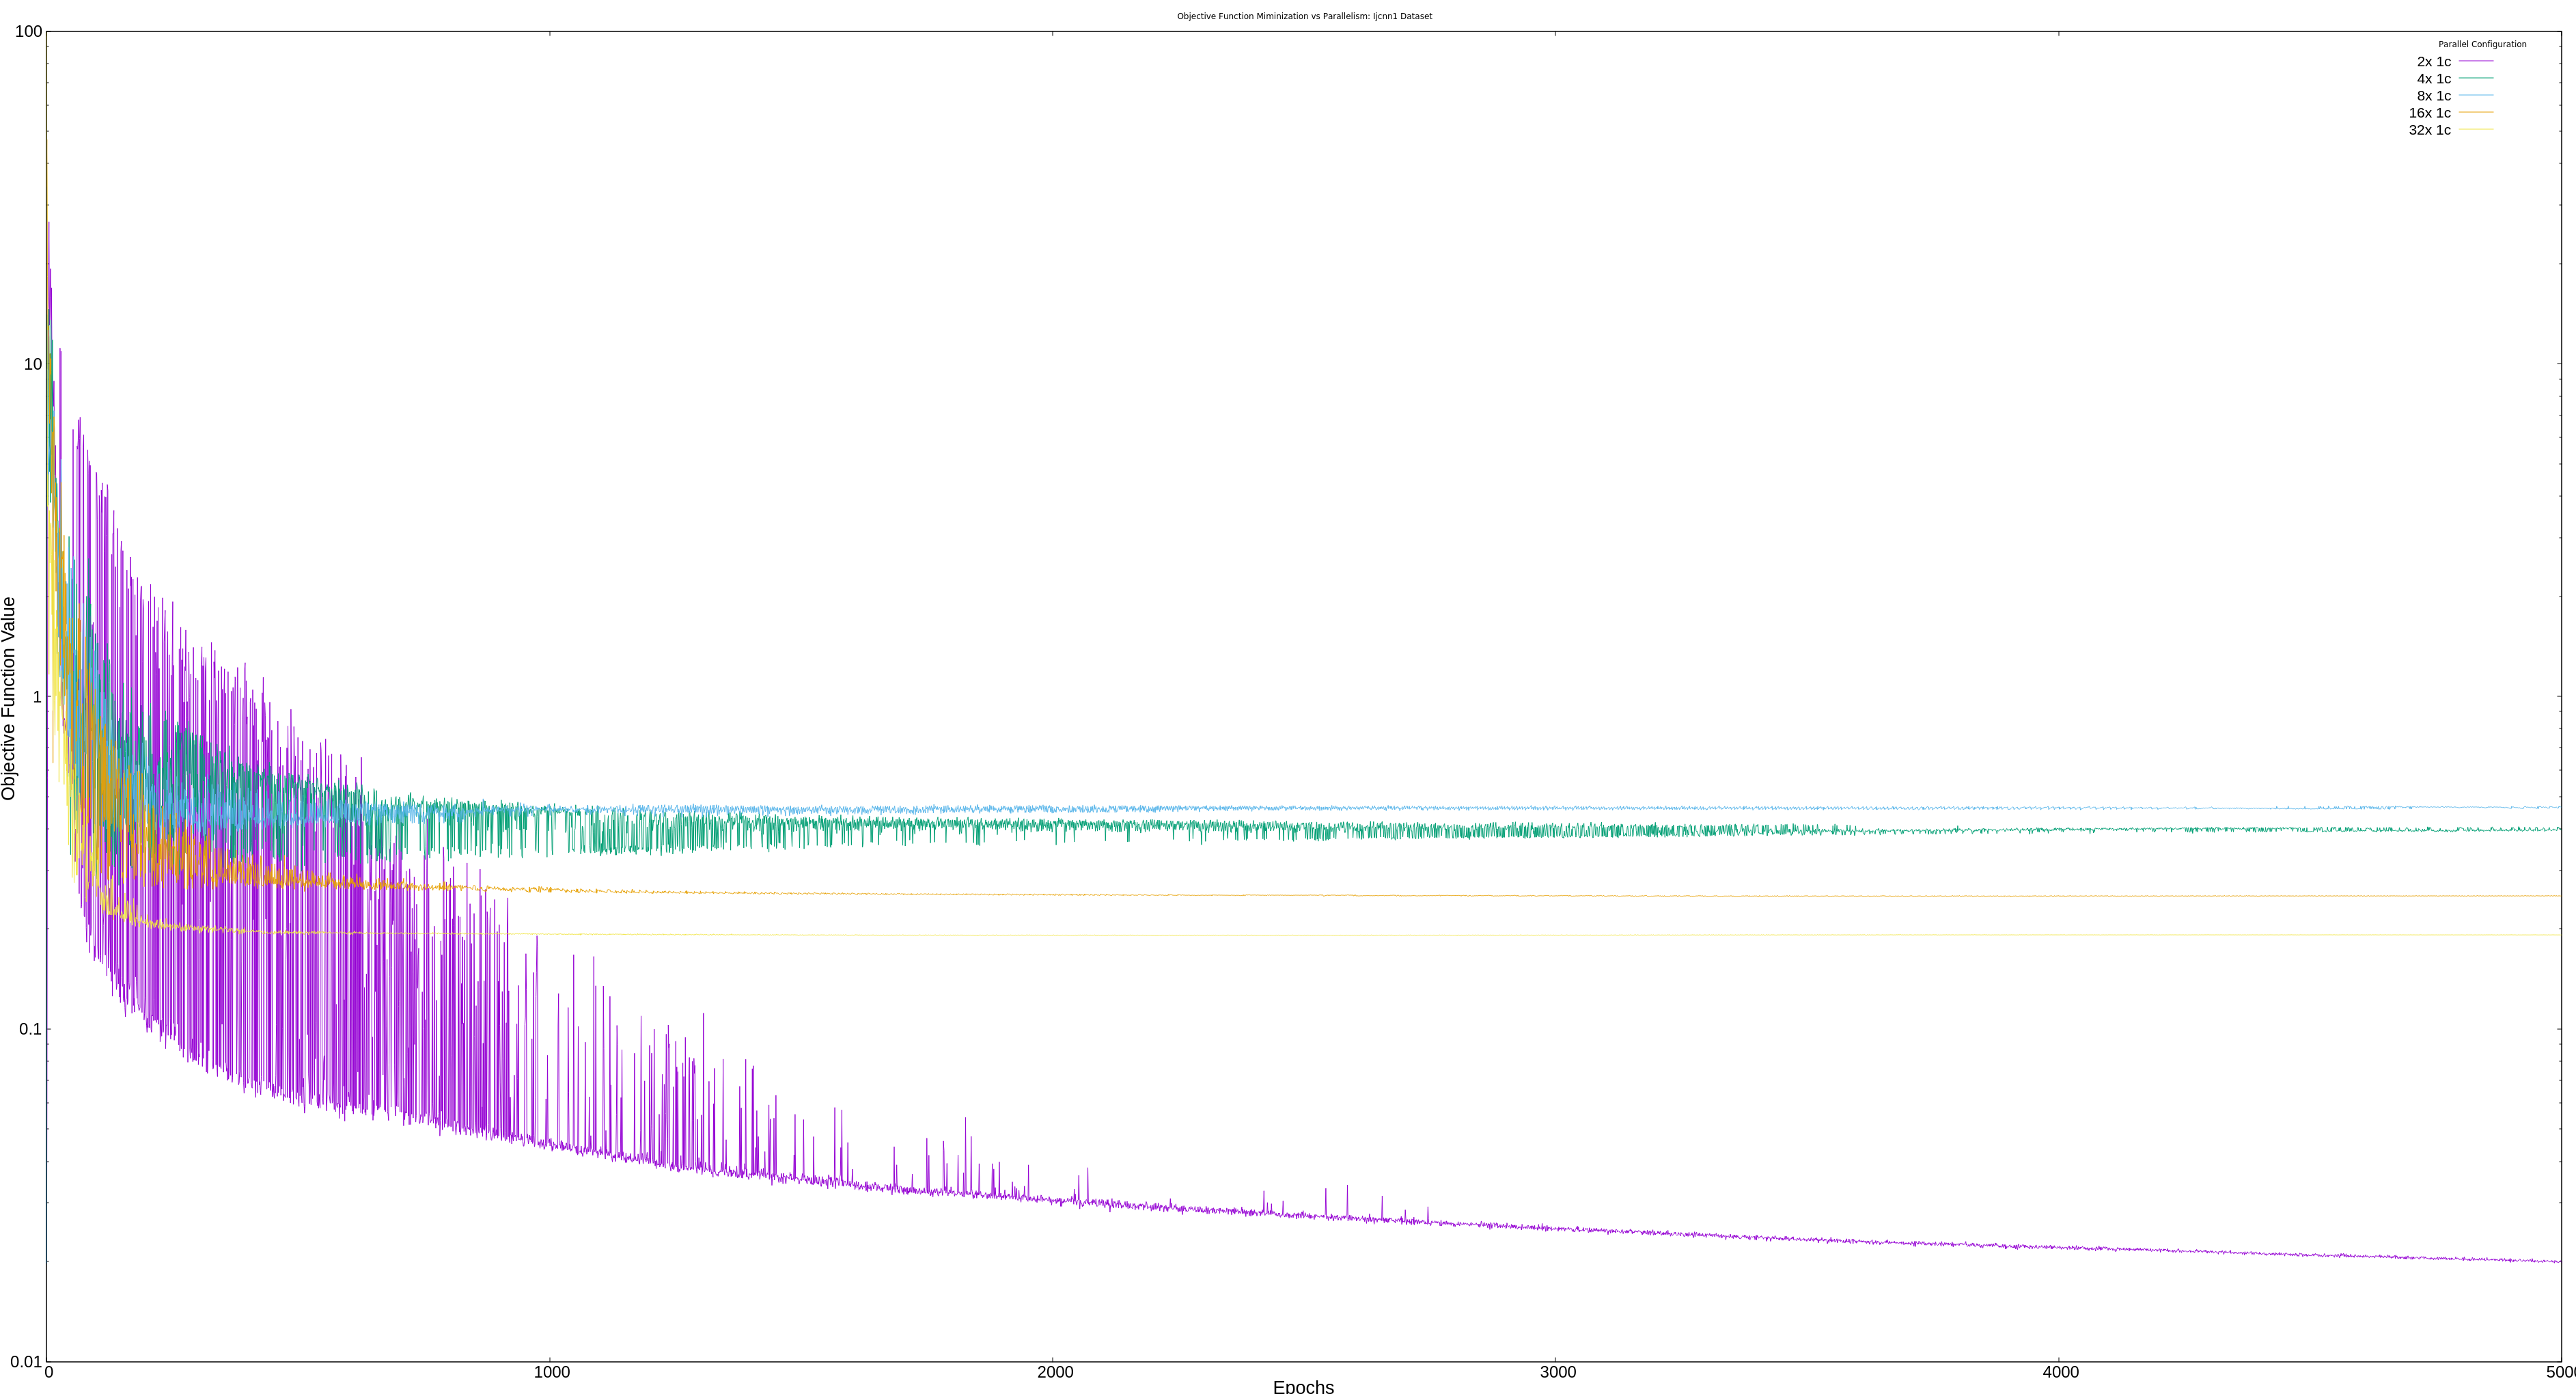 Objective Function Miminization vs Parallelism: Ijcnn1 Dataset
Parallel Configuration
2x 1c
4x 1c
8x 1c
16x 1c
32x 1c
100
10
1
0.1
0.01
Objective Function Value
0
1000
2000
3000
4000
500
Epochs